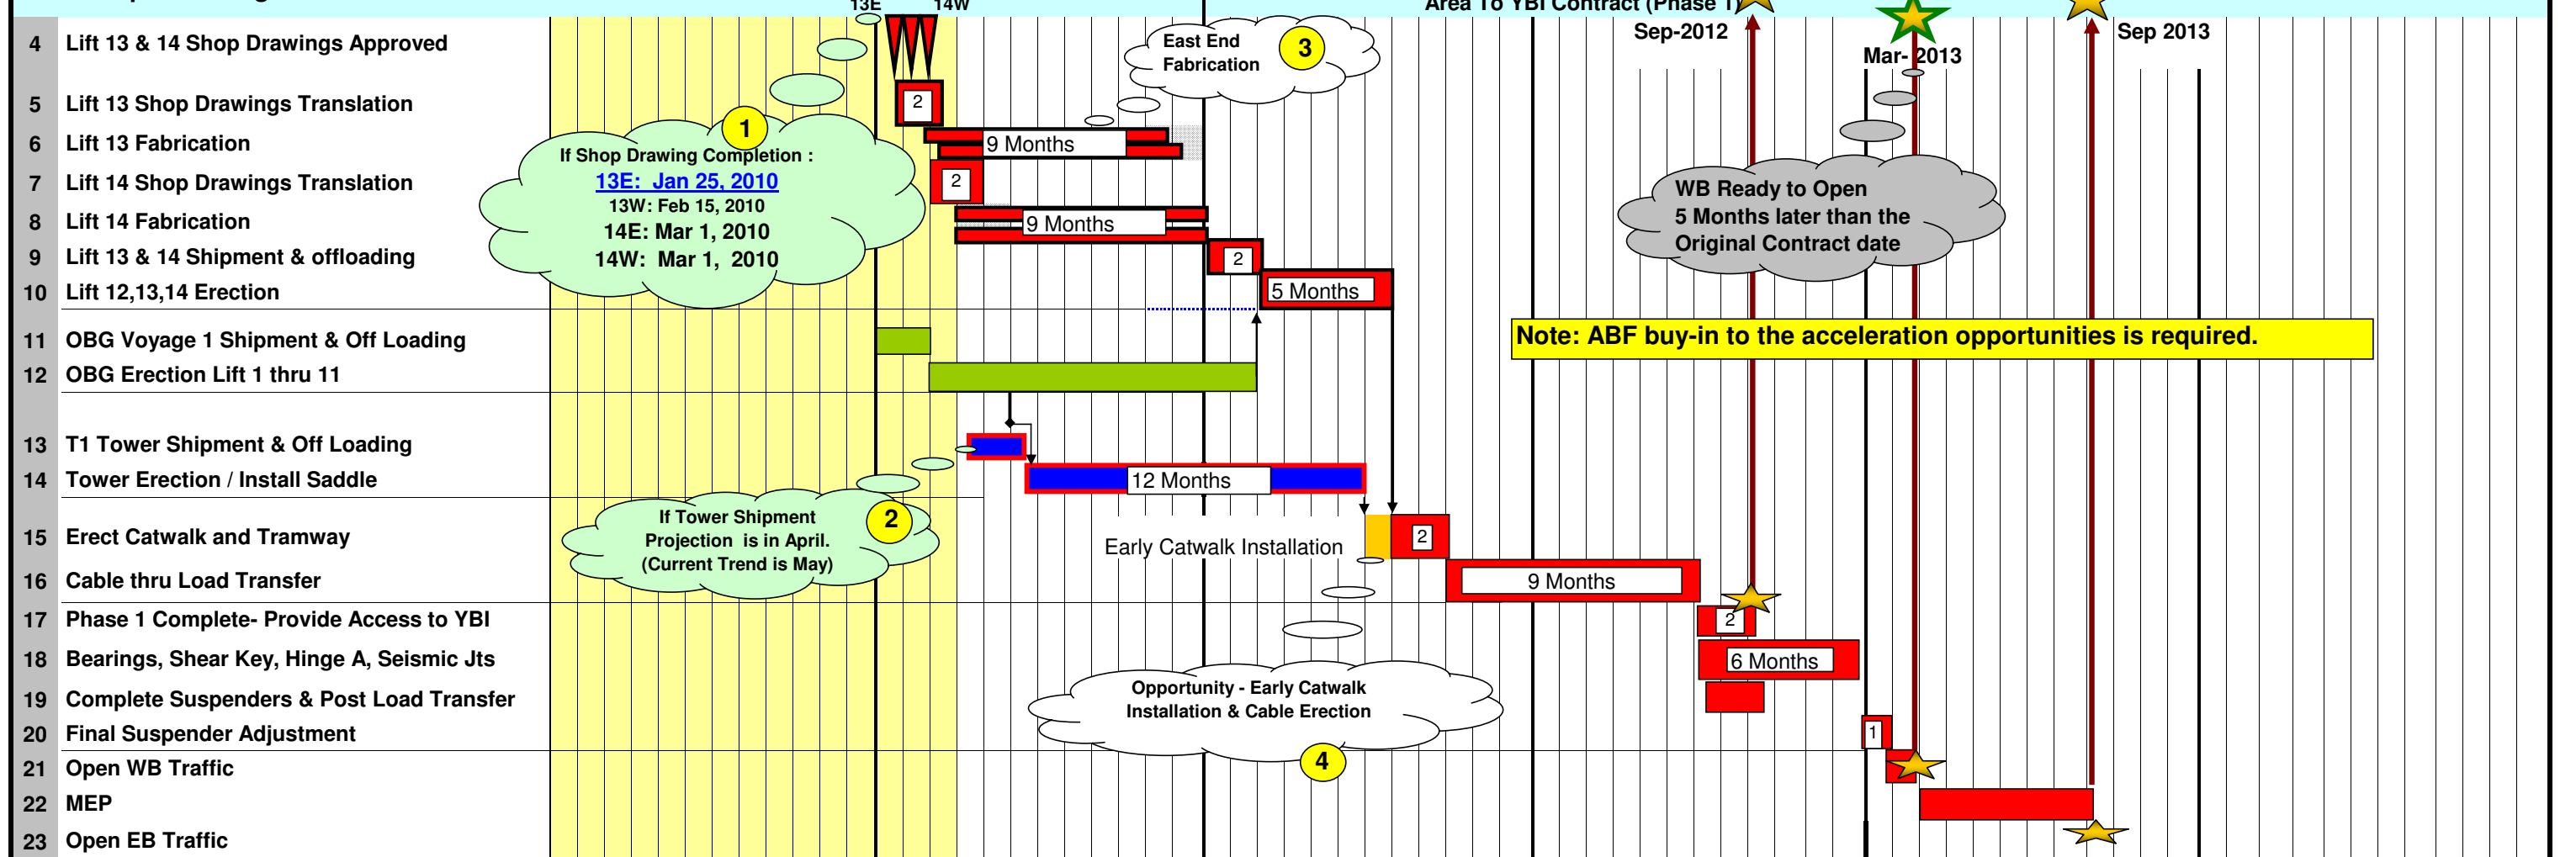 13E
14W
Area To YBI Contract (Phase 1)
4 Lift 13 & 14 Shop Drawings Approved
East End
Fabrication
3
Sep-2012
Mar- 2013
Sep 2013
5 Lift 13 Shop Drawings Translation
2
6 Lift 13 Fabrication
9 Months
7 Lift 14 Shop Drawings Translation
2
8 Lift 14 Fabrication
9 Months
9 Lift 13 & 14 Shipment & offloading
2
10 Lift 12,13,14 Erection
5 Months
1
If Shop Drawing Completion :
13E: Jan 25, 2010
13W: Feb 15, 2010
14E: Mar 1, 2010
14W: Mar 1, 2010
WB Ready to Open
5 Months later than the
Original Contract date
Note: ABF buy-in to the acceleration opportunities is required.
11 OBG Voyage 1 Shipment & Off Loading
12 OBG Erection Lift 1 thru 11
13 T1 Tower Shipment & Off Loading
14 Tower Erection / Install Saddle
12 Months
2
If Tower Shipment
Projection is in April.
(Current Trend is May)
15 Erect Catwalk and Tramway
Early Catwalk Installation
2
16 Cable thru Load Transfer
9 Months
17 Phase 1 Complete- Provide Access to YBI
2
18 Bearings, Shear Key, Hinge A, Seismic Jts
6 Months
19 Complete Suspenders & Post Load Transfer
Opportunity - Early Catwalk
Installation & Cable Erection
4
20 Final Suspender Adjustment
1
21 Open WB Traffic
22 MEP
23 Open EB Traffic